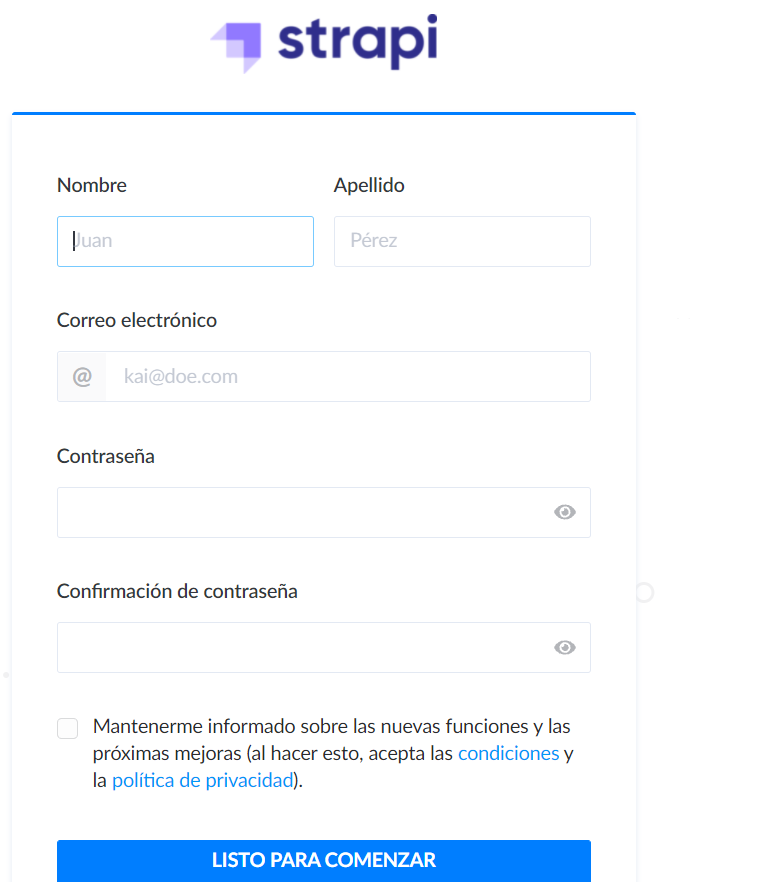 strapi
Nombre
Apellido
Juan
Pérez
Correo electrónico
@ kai@doe.com
Contraseña
Confirmación de contraseña
Mantenerme informado sobre las nuevas funciones y las
próximas mejoras (al hacer esto, acepta las condiciones y
la política de privacidad).
LISTO PARA COMENZAR